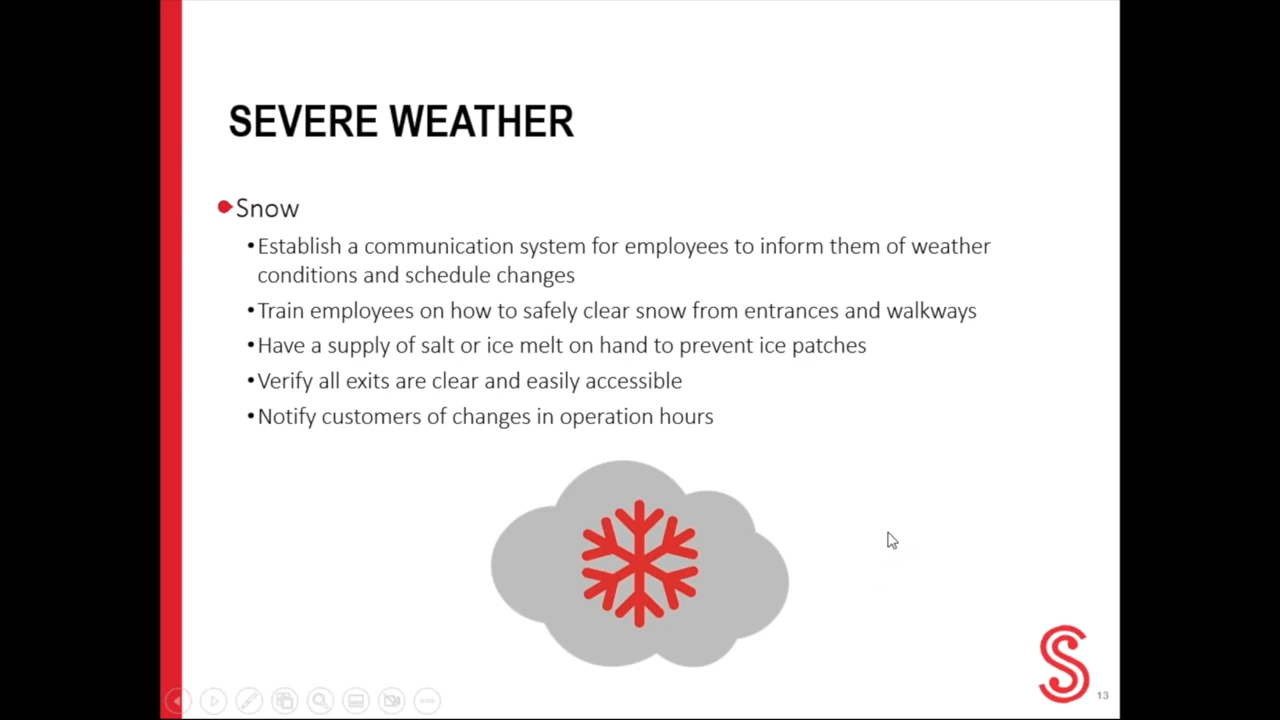 SEVERE WEATHER
Snow
•Establish a communication system for employees to inform them of weather
conditions and schedule changes
•Train employees on how to safely clear snow from entrances and walkways
•Have a supply of salt or ice melt on hand to prevent ice patches
•Verify all exits are clear and easily accessible
•Notify customers of changes in operation hours
S
13